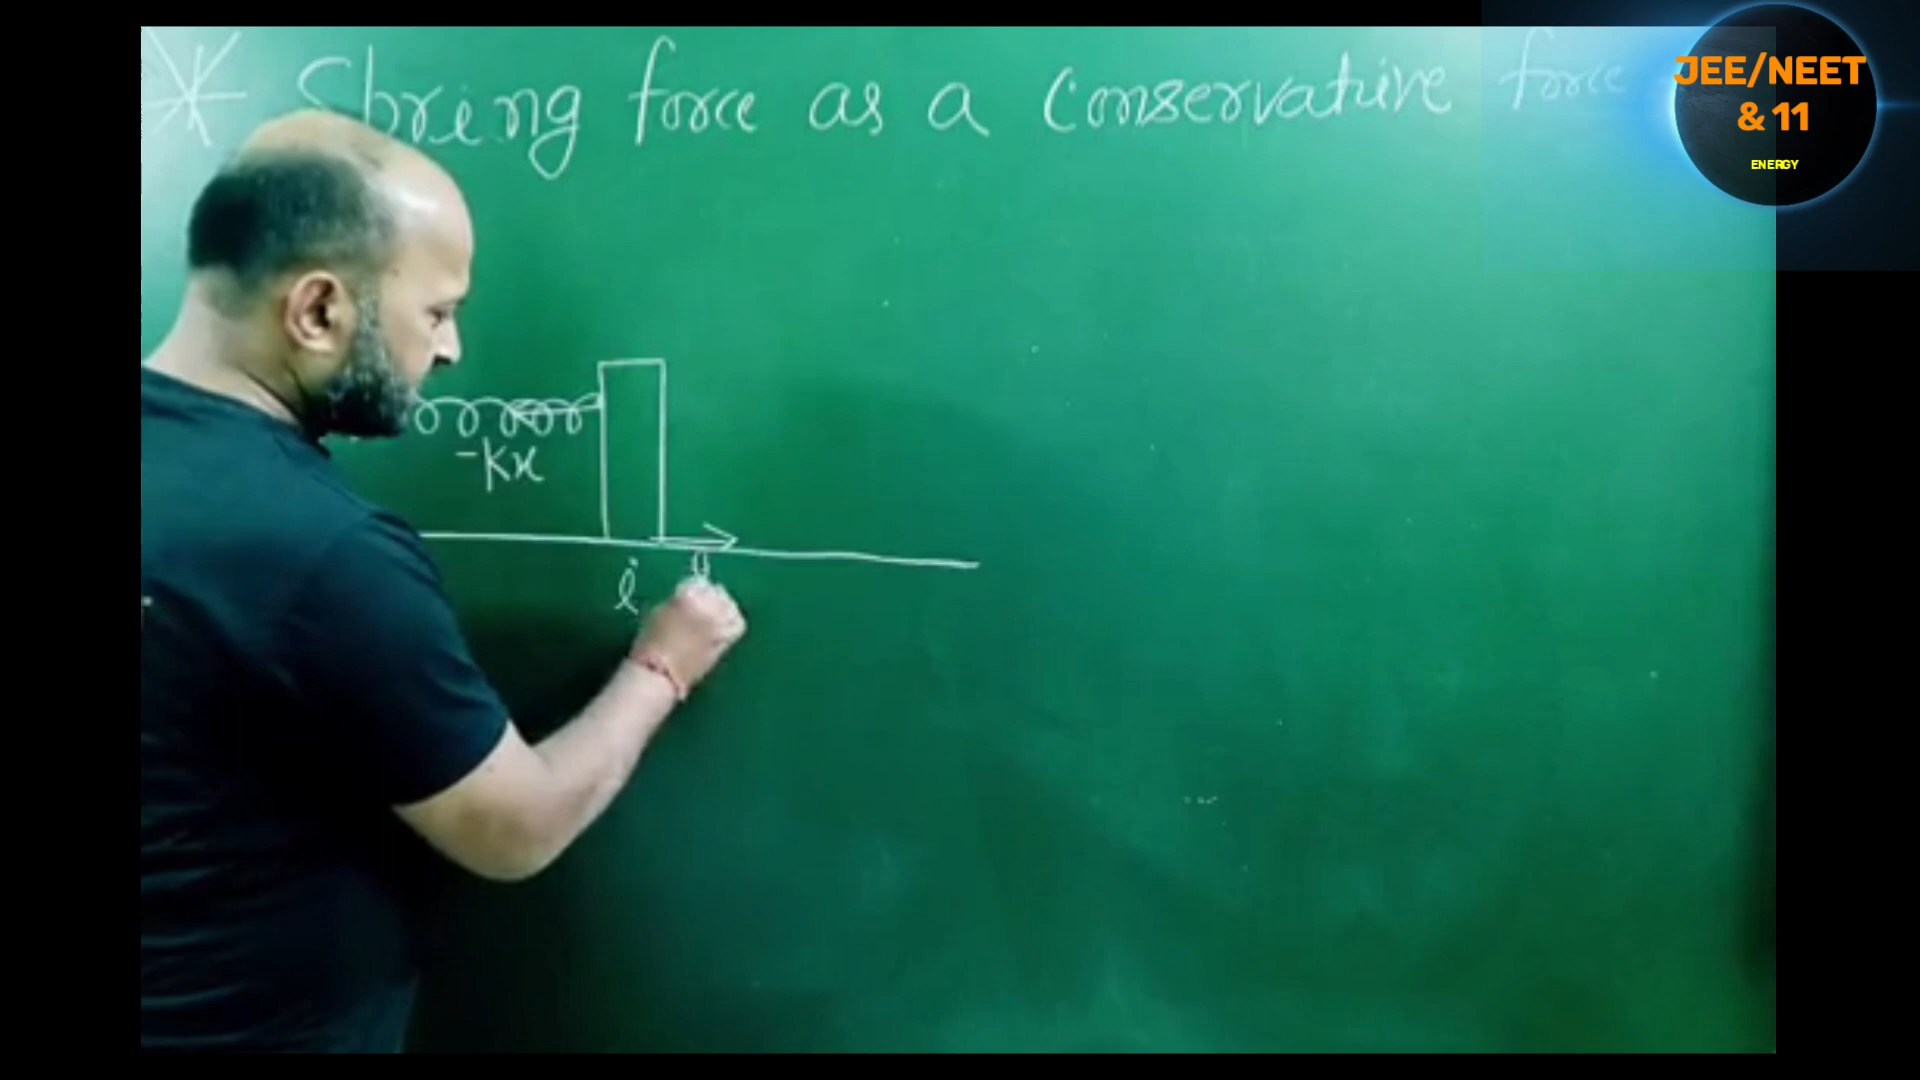 * Spring force as a conservative force
JEE/NEET
& 11
ENERGY
-kx
i